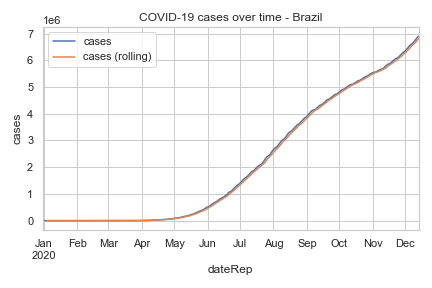 COVID-19 cases over time - Brazil
1e6
cases
cases (rolling)
7
6
5
4
3
2
1
0
cases
Jan Feb Mar Apr May Jun Jul Aug Sep Oct Nov Dec
2020
dateRep